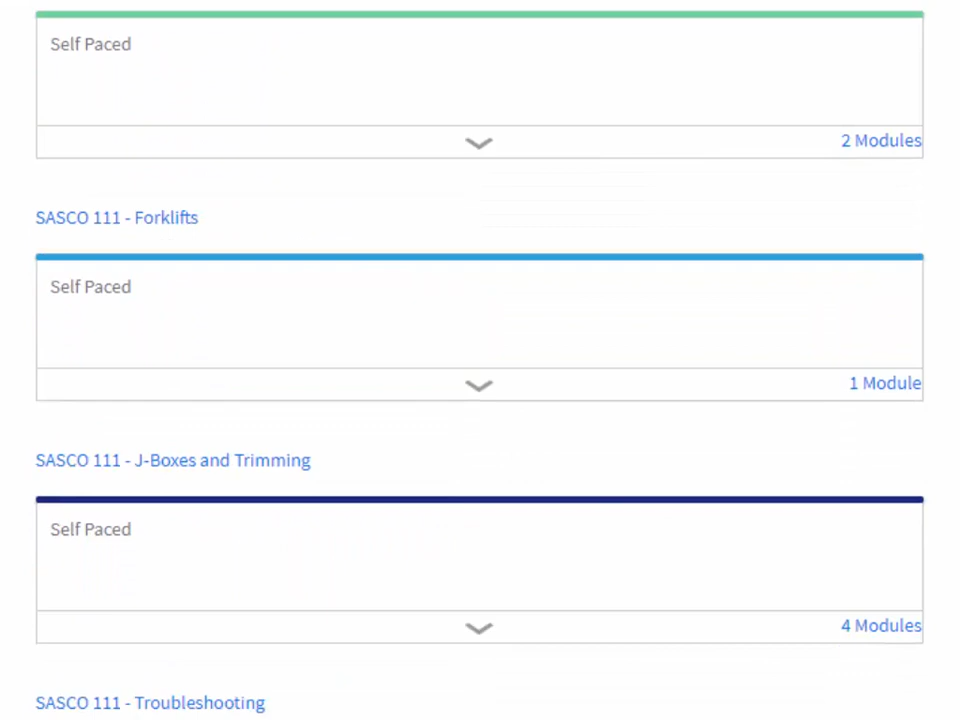 Self Paced
2 Modules
SASCO 111 - Forklifts
Self Paced
1 Module
SASCO 111 - J-Boxes and Trimming
Self Paced
4 Modules
SASCO 111 - Troubleshooting